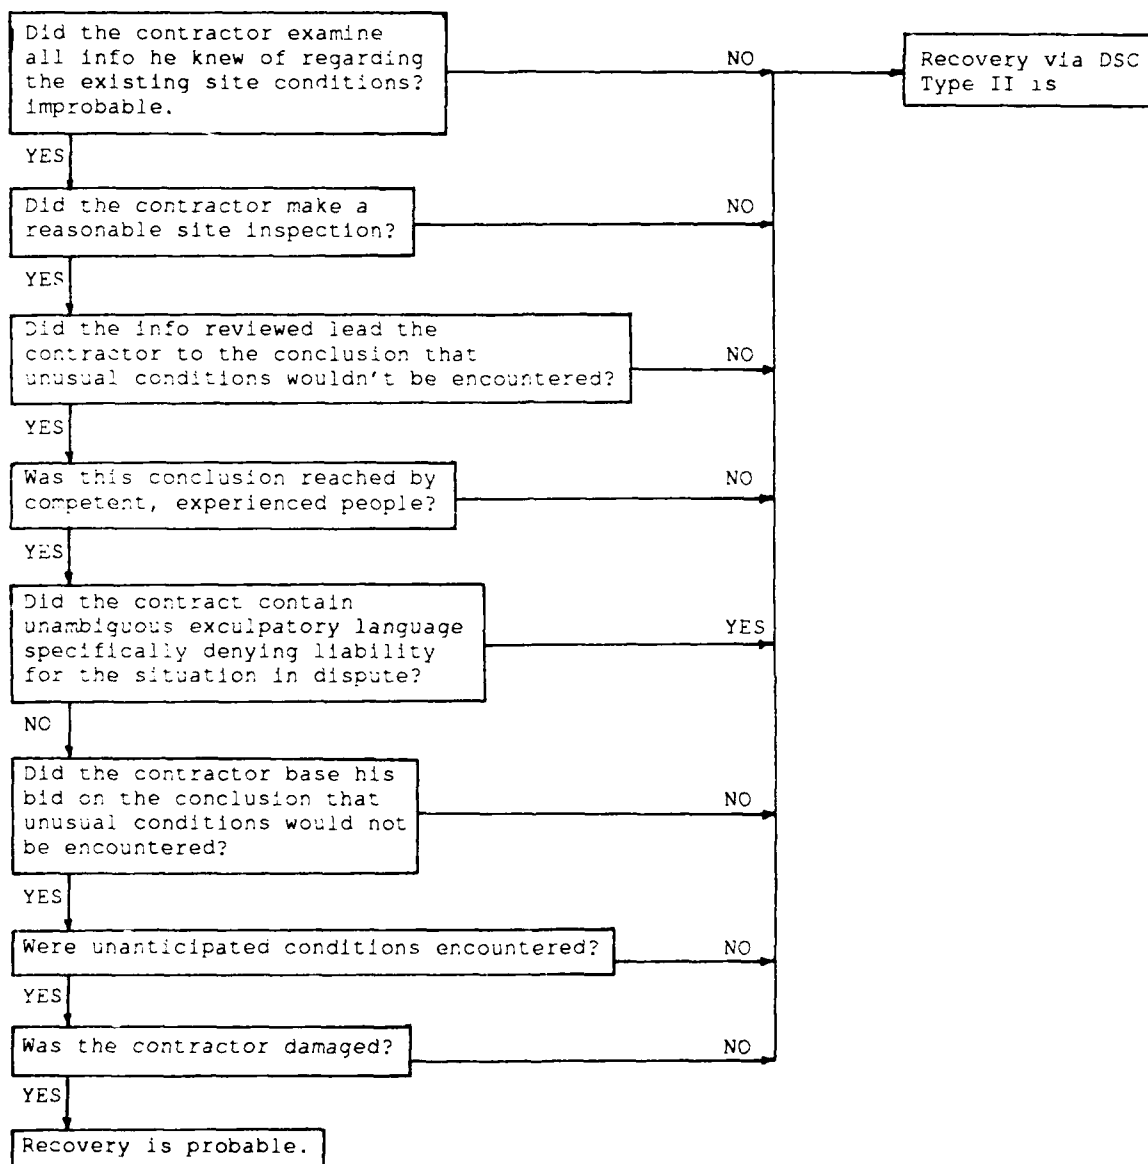 Did the contractor examine
all info he knew of regarding
the existing site conditions?
improbable.
NO
Recovery via DSC
Type II is
YES
Did the contractor make a
reasonable site inspection?
NO
YES
Did the info reviewed lead the
contractor to the conclusion that
unusual conditions wouldn't be encountered?
NO
YES
Was this conclusion reached by
competent, experienced people?
NO
YES
Did the contract contain
unambiguous exculpatory language
specifically denying liability
for the situation in dispute?
YES
NO
Did the contractor base his
bid on the conclusion that
unusual conditions would not
be encountered?
NO
YES
Were unanticipated conditions encountered?
NO
YES
Was the contractor damaged?
NO
YES
Recovery is probable.